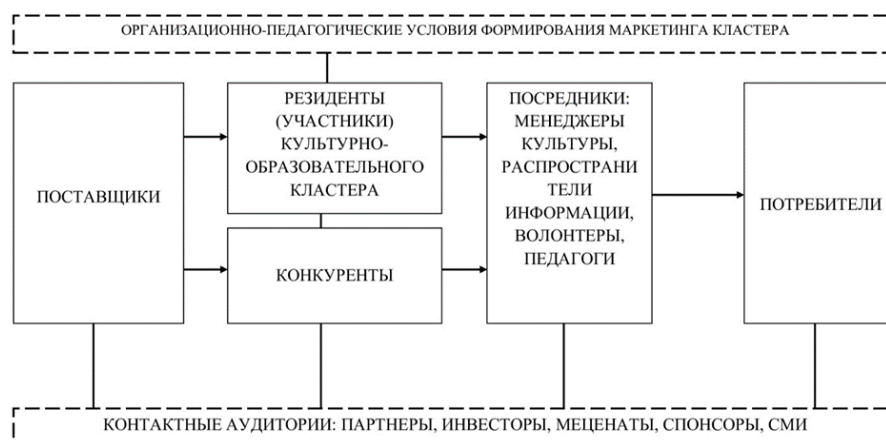 ОРГАНИЗАЦИОННО-ПЕДАГОГИЧЕСКИЕ УСЛОВИЯ ФОРМИРОВАНИЯ МАРКЕТИНГА КЛАСТЕРА
ПОСТАВЩИКИ
РЕЗИДЕНТЫ
(УЧАСТНИКИ)
КУЛЬТУРНО-
ОБРАЗОВАТЕЛЬНОГО
КЛАСТЕРА
КОНКУРЕНТЫ
ПОСРЕДНИКИ:
МЕНЕДЖЕРЫ
КУЛЬТУРЫ,
РАСПРОСТРАНИ
ТЕЛИ
ИНФОРМАЦИИ,
ВОЛОНТЕРЫ,
ПЕДАГОГИ
ПОТРЕБИТЕЛИ
КОНТАКТНЫЕ АУДИТОРИИ: ПАРТНЕРЫ, ИНВЕСТОРЫ, МЕЦЕНАТЫ, СПОНСОРЫ, СМИ